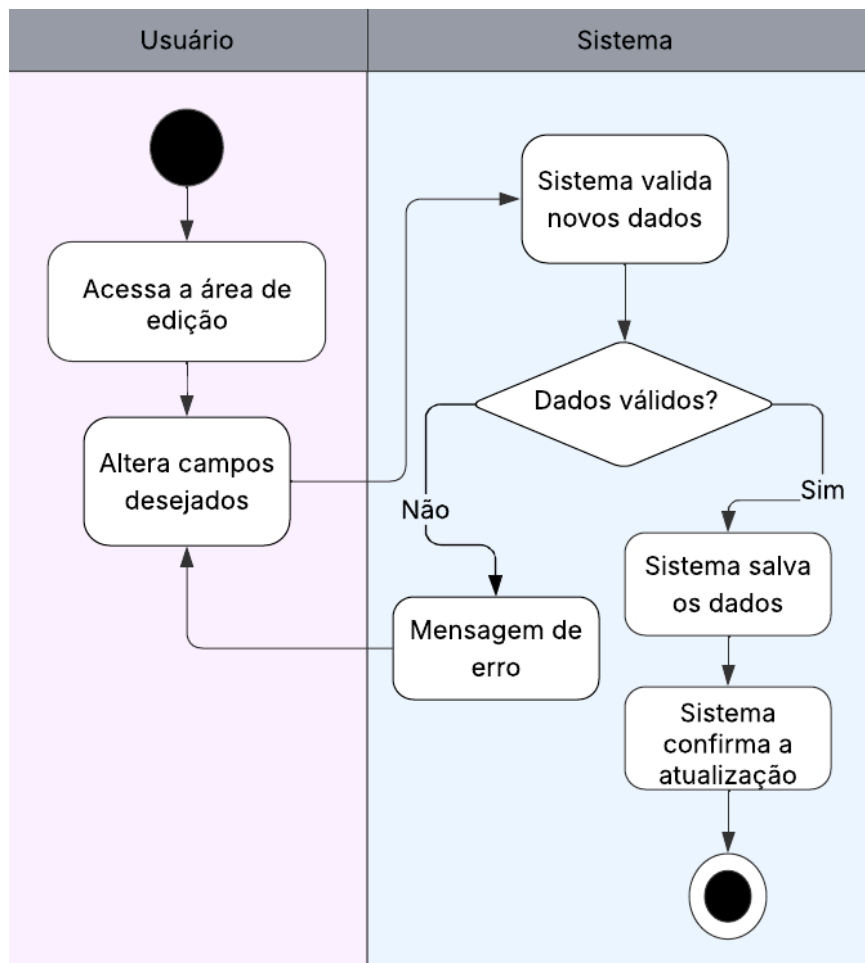 Usuário
Sistema
Acessa a área de
edição
Altera campos
desejados
Sistema valida
novos dados
Dados válidos?
Não
Sim
Mensagem de
erro
Sistema salva
os dados
Sistema
confirma a
atualização